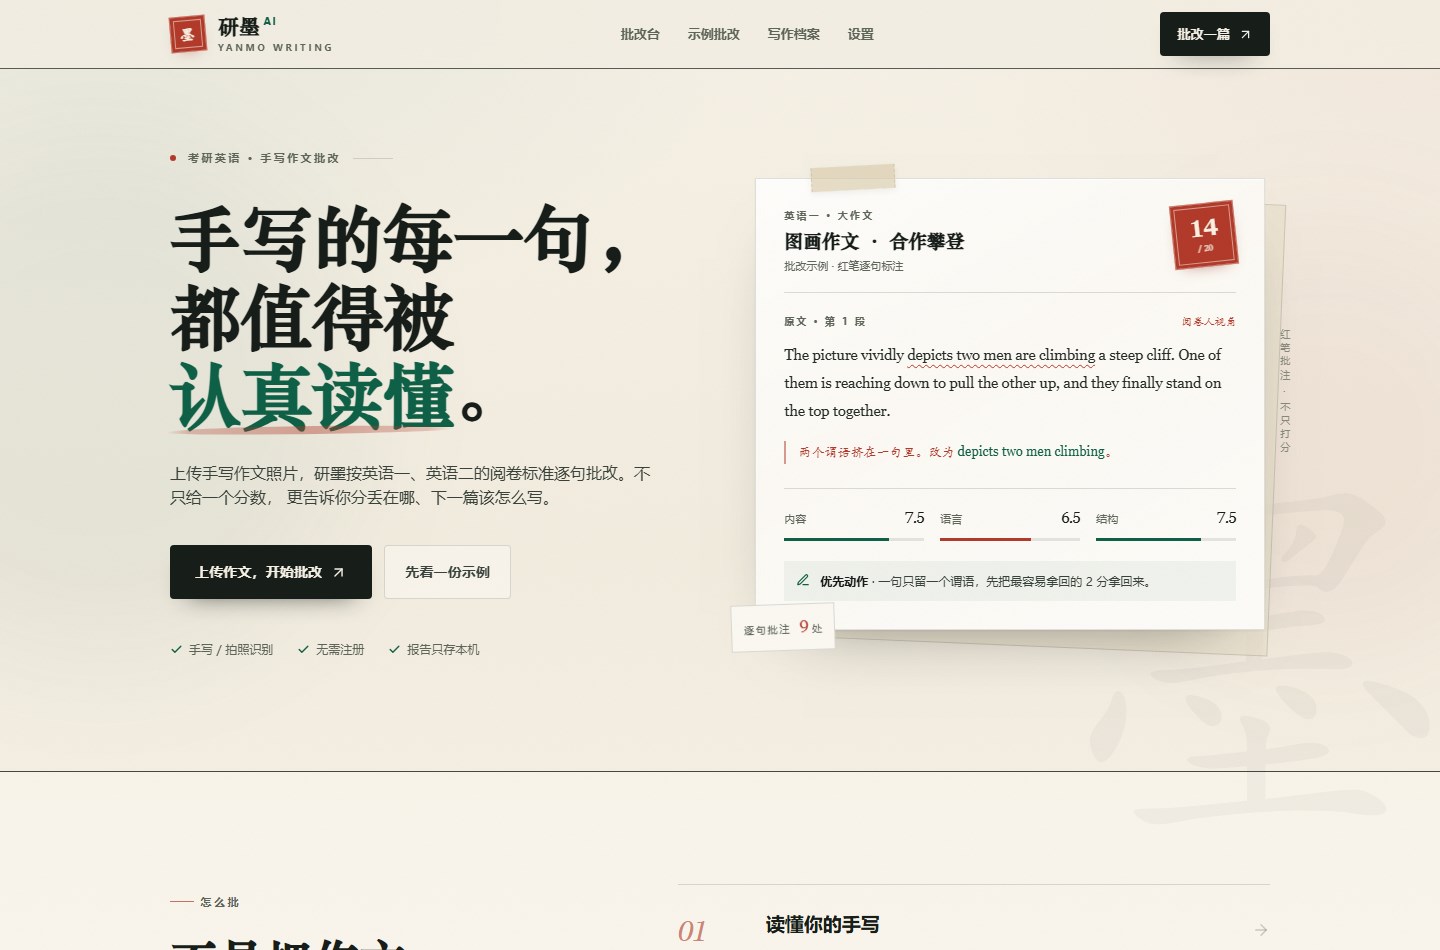 墨 研墨 AI
YANMO WRITING
批改台 示例批改 写作档案 设置
批改一篇
考研英语 • 手写作文批改
手写的每一句，
都值得被
认真读懂。
上传手写作文照片，研墨按英语一、英语二的阅卷标准逐句批改。不
只给一个分数， 更告诉你分丢在哪、下一篇该怎么写。
上传作文，开始批改
先看一份示例
手写 / 拍照识别
无需注册
报告只存本机
英语一 • 大作文
图画作文 · 合作攀登
批改示例 · 红笔逐句标注
14
/ 20
原文 • 第 1 段
阅卷人视角
The picture vividly depicts two men are climbing a steep cliff. One of
them is reaching down to pull the other up, and they finally stand on
the top together.
两个谓语挤在一句里。改为 depicts two men climbing。
内容 7.5 语言 6.5 结构 7.5
优先动作 · 一句只留一个谓语，先把最容易拿回的 2 分拿回来。
逐句批注 9 处
红笔批注 · 不只打分
墨
怎么批
01
读懂你的手写